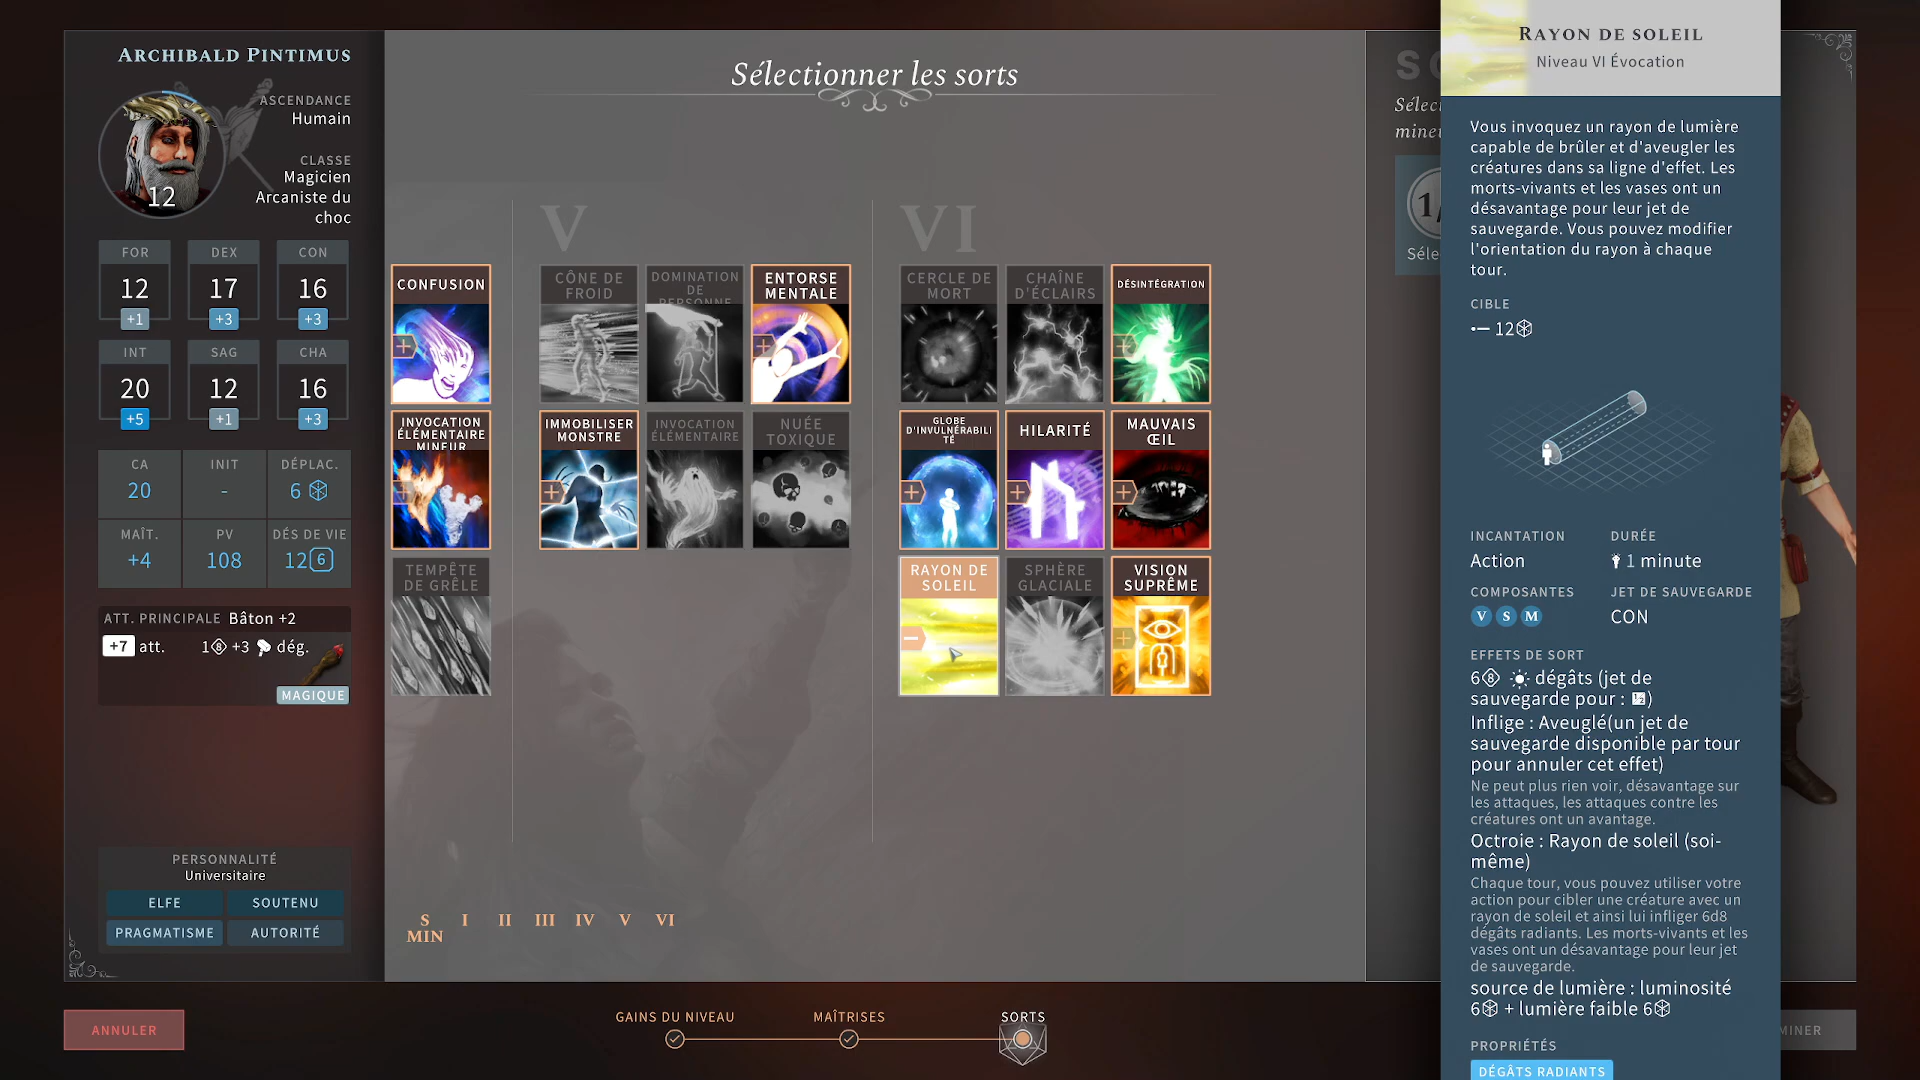 ARCHIBALD PINTIMUS
12
ASCENDANCE
Humain
CLASSE
Magicien
Arcaniste du
choc
FOR
DEX
CON
12
17
16
+1
+3
+3
INT
SAG
CHA
20
12
16
+5
+1
+3
CA
INIT
DÉPLAC.
20
-
6
MAÎT.
PV
DÉS DE VIE
+4
108
12 6
ATT. PRINCIPALE Bâton +2
+7 att. 1 8 +3 dég.
MAGIQUE
PERSONNALITÉ
Universitaire
ELFE
SOUTENU
PRAGMATISME
AUTORITÉ
ANNULER
Sélectionner les sorts
CONFUSION
INVOCATION
ÉLÉMENTAIRE
MINEUR
TEMPÊTE
DE GRÊLE
V
CÔNE DE
FROID
DOMINATION
DE
PERSONNE
ENTORSE
MENTALE
IMMOBILISER
MONSTRE
INVOCATION
ÉLÉMENTAIRE
NUÉE
TOXIQUE
VI
CERCLE DE
MORT
CHAÎNE
D'ÉCLAIRS
DÉSINTÉGRATION
GLOBE
D'INVULNÉRABILI
TÉ
HILARITÉ
MAUVAIS
ŒIL
RAYON DE
SOLEIL
SPHÈRE
GLACIALE
VISION
SUPRÊME
S
MIN
I
II
III
IV
V
VI
GAINS DU NIVEAU
MAÎTRISES
SORTS
Sélec
mine
1/
Séle
RAYON DE SOLEIL
Niveau VI Évocation
Vous invoquez un rayon de lumière
capable de brûler et d'aveugler les
créatures dans sa ligne d'effet. Les
morts-vivants et les vases ont un
désavantage pour leur jet de
sauvegarde. Vous pouvez modifier
l'orientation du rayon à chaque
tour.
CIBLE
12
INCANTATION
DURÉE
Action
1 minute
COMPOSANTES
JET DE SAUVEGARDE
V S M
CON
EFFETS DE SORT
6 8 dégâts (jet de
sauvegarde pour : ½)
Inflige : Aveuglé(un jet de
sauvegarde disponible par tour
pour annuler cet effet)
Ne peut plus rien voir, désavantage sur
les attaques, les attaques contre les
créatures ont un avantage.
Octroie : Rayon de soleil (soi-
même)
Chaque tour, vous pouvez utiliser votre
action pour cibler une créature avec un
rayon de soleil et ainsi lui infliger 6d8
dégâts radiants. Les morts-vivants et les
vases ont un désavantage pour leur jet
de sauvegarde.
source de lumière : luminosité
6 + lumière faible 6
PROPRIÉTÉS
DÉGÂTS RADIANTS
MINER